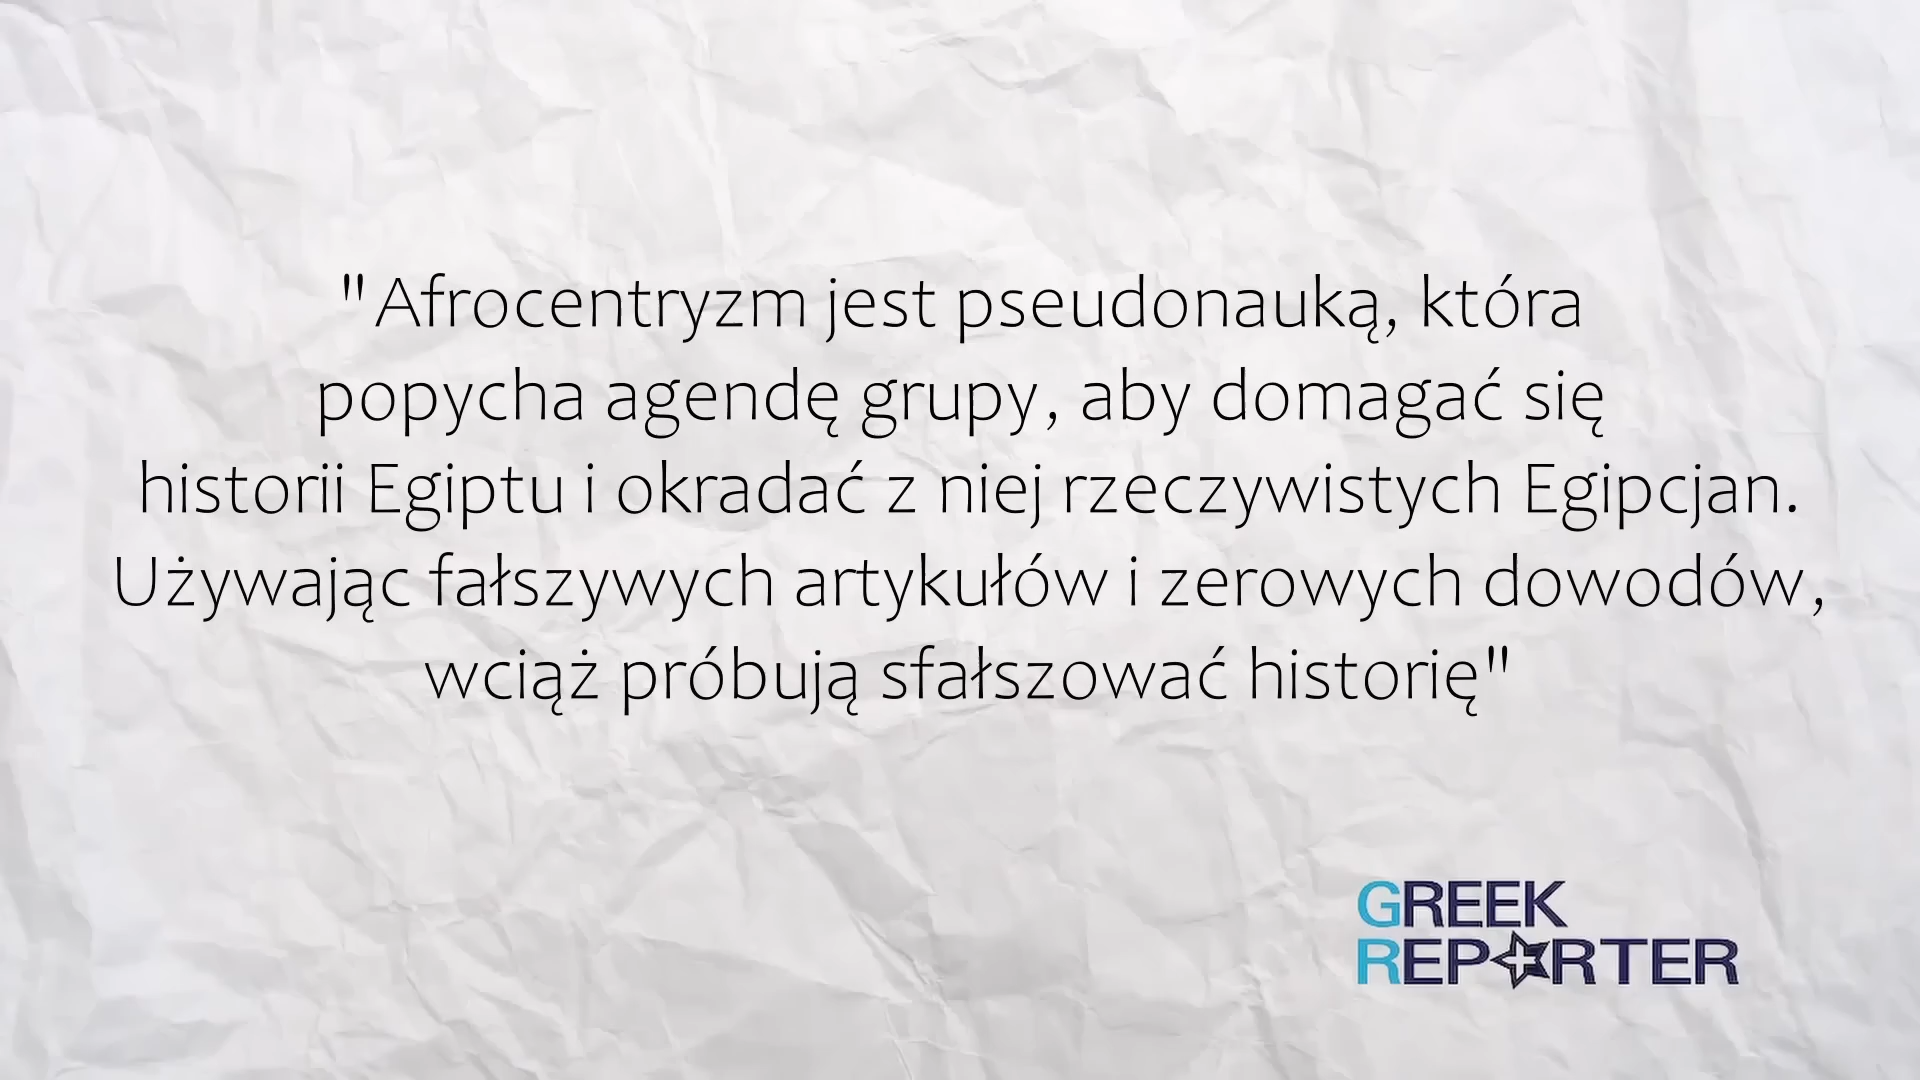 "Afrocentryzm jest pseudonauką, która
popycha agendę grupy, aby domagać się
historii Egiptu i okradać z niej rzeczywistych Egipcjan.
Używając fałszywych artykułów i zerowych dowodów,
wciąż próbują sfałszować historię"
GREEK
REPORTER